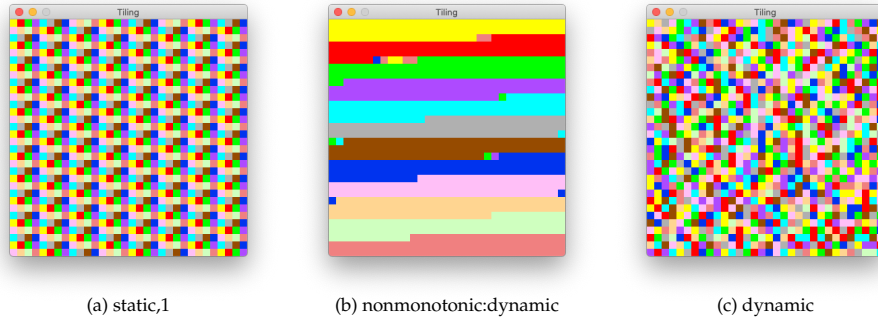 Tiling
Tiling
Tiling
(a) static,1
(b) nonmonotonic:dynamic
(c) dynamic